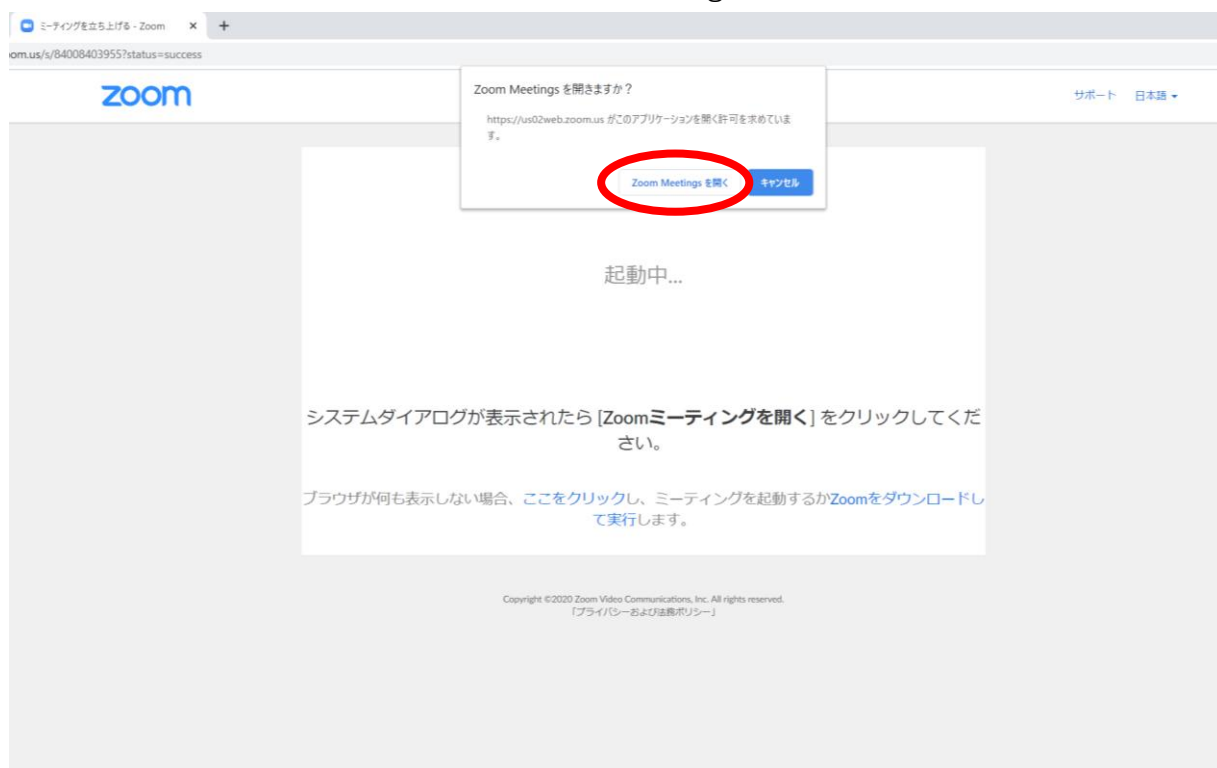 ミーティングを立ち上げる - Zoom
oom.us/s/84008403955?status=success
zoom
サポート 日本語
Zoom Meetings を開きますか？
https://us02web.zoom.us がこのアプリケーションを開く許可を求めていま
す。
Zoom Meetings を開く キャンセル
起動中...
システムダイアログが表示されたら [Zoomミーティングを開く] をクリックしてくだ
さい。
ブラウザが何も表示しない場合、ここをクリックし、ミーティングを起動するかZoomをダウンロードし
て実行します。
Copyright ©2020 Zoom Video Communications, Inc. All rights reserved.
「プライバシーおよび法務ポリシー」